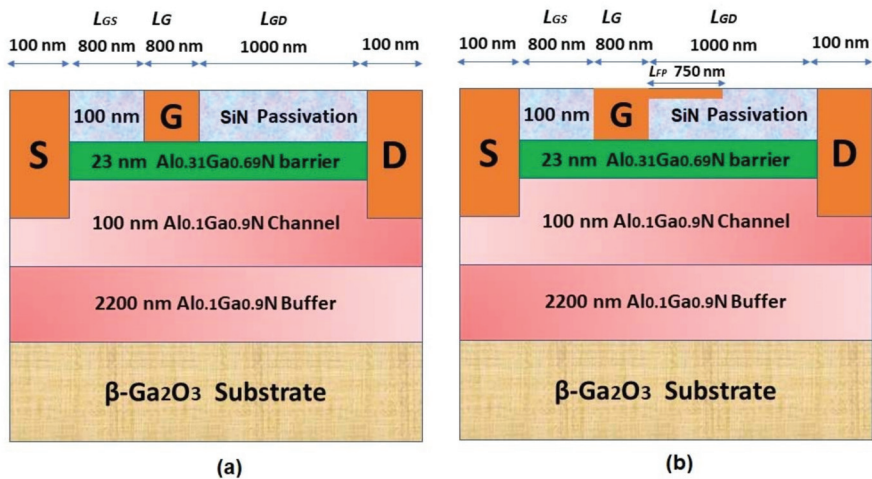 LGS LG LGD
100 nm 800 nm 800 nm 1000 nm 100 nm
100 nm G SiN Passivation
S D
23 nm Al0.31Ga0.69N barrier
100 nm Al0.1Ga0.9N Channel
2200 nm Al0.1Ga0.9N Buffer
β-Ga2O3 Substrate
(a)
LGS LG LGD
100 nm 800 nm 800 nm 1000 nm 100 nm
LFP 750 nm
100 nm G SiN Passivation
S D
23 nm Al0.31Ga0.69N barrier
100 nm Al0.1Ga0.9N Channel
2200 nm Al0.1Ga0.9N Buffer
β-Ga2O3 Substrate
(b)